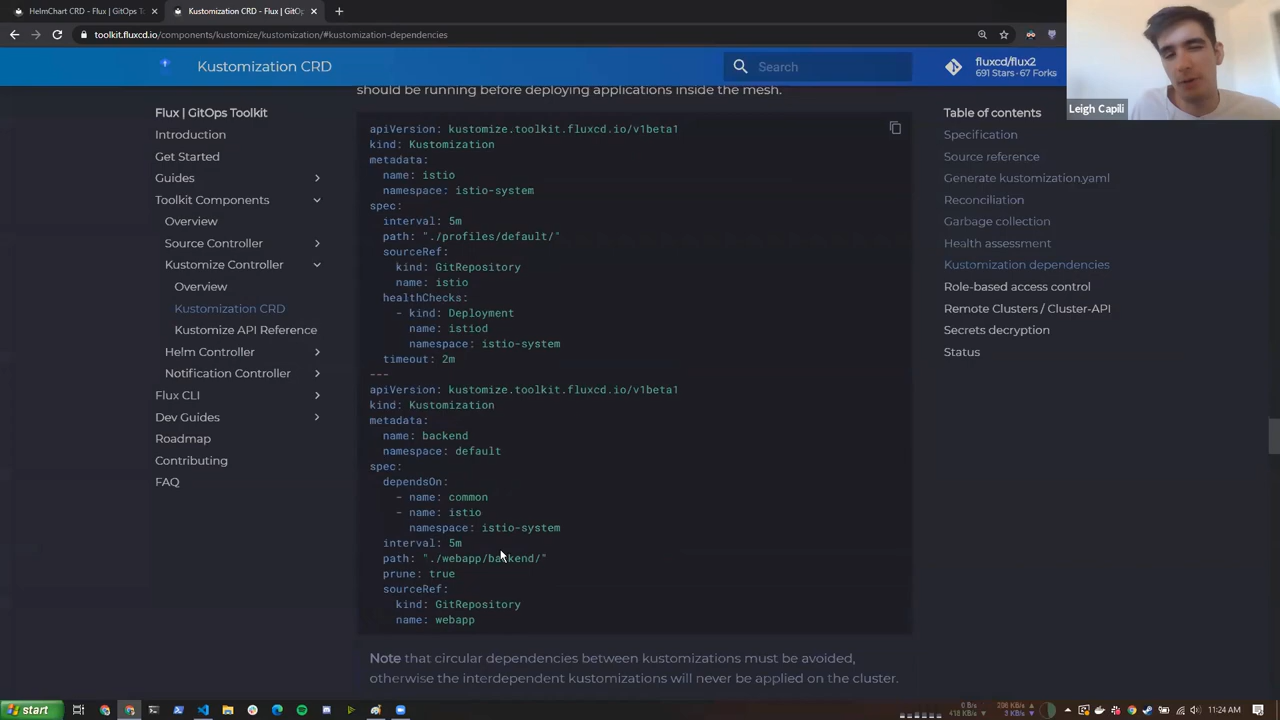 HelmChart CRD - Flux | GitOps T
Kustomization CRD - Flux | GitOp
toolkit.fluxcd.io/components/kustomize/kustomization/#kustomization-dependencies
Kustomization CRD
Search
fluxcd/flux2
691 Stars · 67 Forks
Leigh Capili
Flux | GitOps Toolkit
Introduction
Get Started
Guides
Toolkit Components
Overview
Source Controller
Kustomize Controller
Overview
Kustomization CRD
Kustomize API Reference
Helm Controller
Notification Controller
Flux CLI
Dev Guides
Roadmap
Contributing
FAQ
should be running before deploying applications inside the mesh.
apiVersion: kustomize.toolkit.fluxcd.io/v1beta1
kind: Kustomization
metadata:
name: istio
namespace: istio-system
spec:
interval: 5m
path: "./profiles/default/"
sourceRef:
kind: GitRepository
name: istio
healthChecks:
- kind: Deployment
name: istiod
namespace: istio-system
timeout: 2m
---
apiVersion: kustomize.toolkit.fluxcd.io/v1beta1
kind: Kustomization
metadata:
name: backend
namespace: default
spec:
dependsOn:
- name: common
- name: istio
namespace: istio-system
interval: 5m
path: "./webapp/backend/"
prune: true
sourceRef:
kind: GitRepository
name: webapp
Note that circular dependencies between kustomizations must be avoided,
otherwise the interdependent kustomizations will never be applied on the cluster.
Table of contents
Specification
Source reference
Generate kustomization.yaml
Reconciliation
Garbage collection
Health assessment
Kustomization dependencies
Role-based access control
Remote Clusters / Cluster-API
Secrets decryption
Status
start
11:24 AM